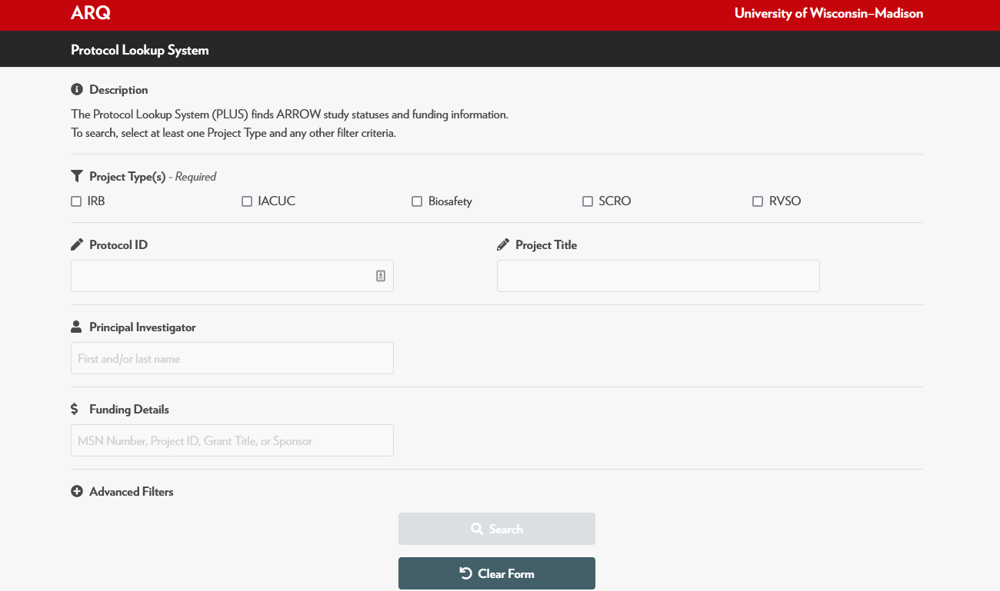 ARQ
University of Wisconsin–Madison
Protocol Lookup System
Description
The Protocol Lookup System (PLUS) finds ARROW study statuses and funding information.
To search, select at least one Project Type and any other filter criteria.
Project Type(s) - Required
IRB
IACUC
Biosafety
SCRO
RVSO
Protocol ID
Project Title
Principal Investigator
First and/or last name
Funding Details
MSN Number, Project ID, Grant Title, or Sponsor
Advanced Filters
Search
Clear Form